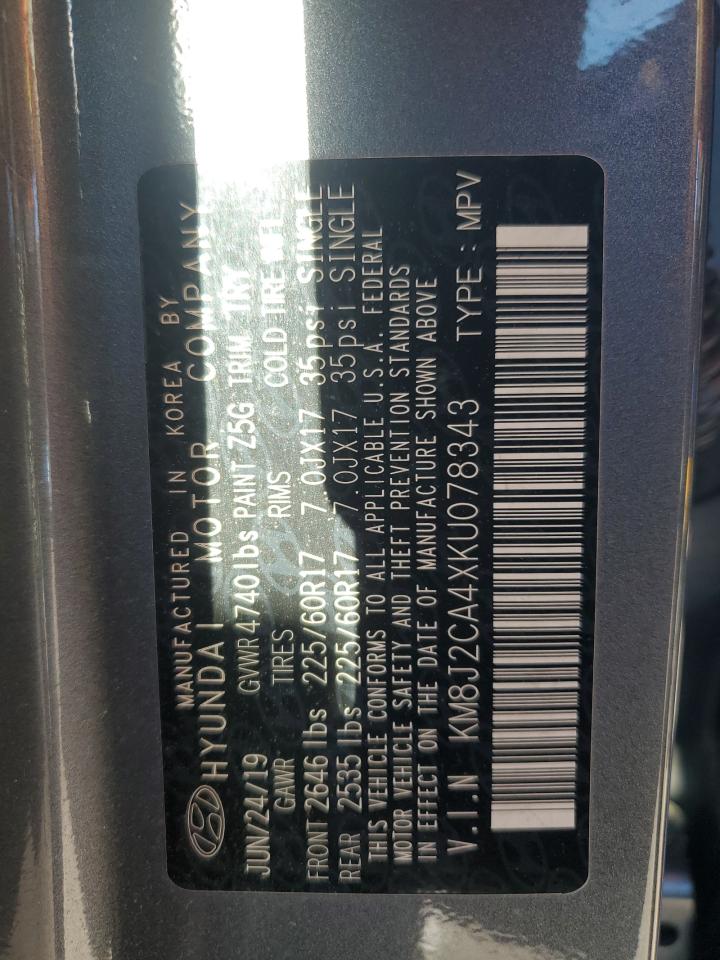 MANUFACTURED IN KOREA BY
HYUNDAI MOTOR COMPANY
JUN/24/19 GVWR 4740lbs PAINT Z5G TRIM TRY
GAWR TIRES RIMS COLD TIRE INFL
FRONT 2646 lbs 225/60R17 7.0JX17 35psi SINGLE
REAR 2535 lbs 225/60R17 7.0JX17 35psi SINGLE
THIS VEHICLE CONFORMS TO ALL APPLICABLE U.S.A. FEDERAL
MOTOR VEHICLE SAFETY AND THEFT PREVENTION STANDARDS
IN EFFECT ON THE DATE OF MANUFACTURE SHOWN ABOVE
V.I.N KM8J2CA4XKU078343 TYPE : MPV